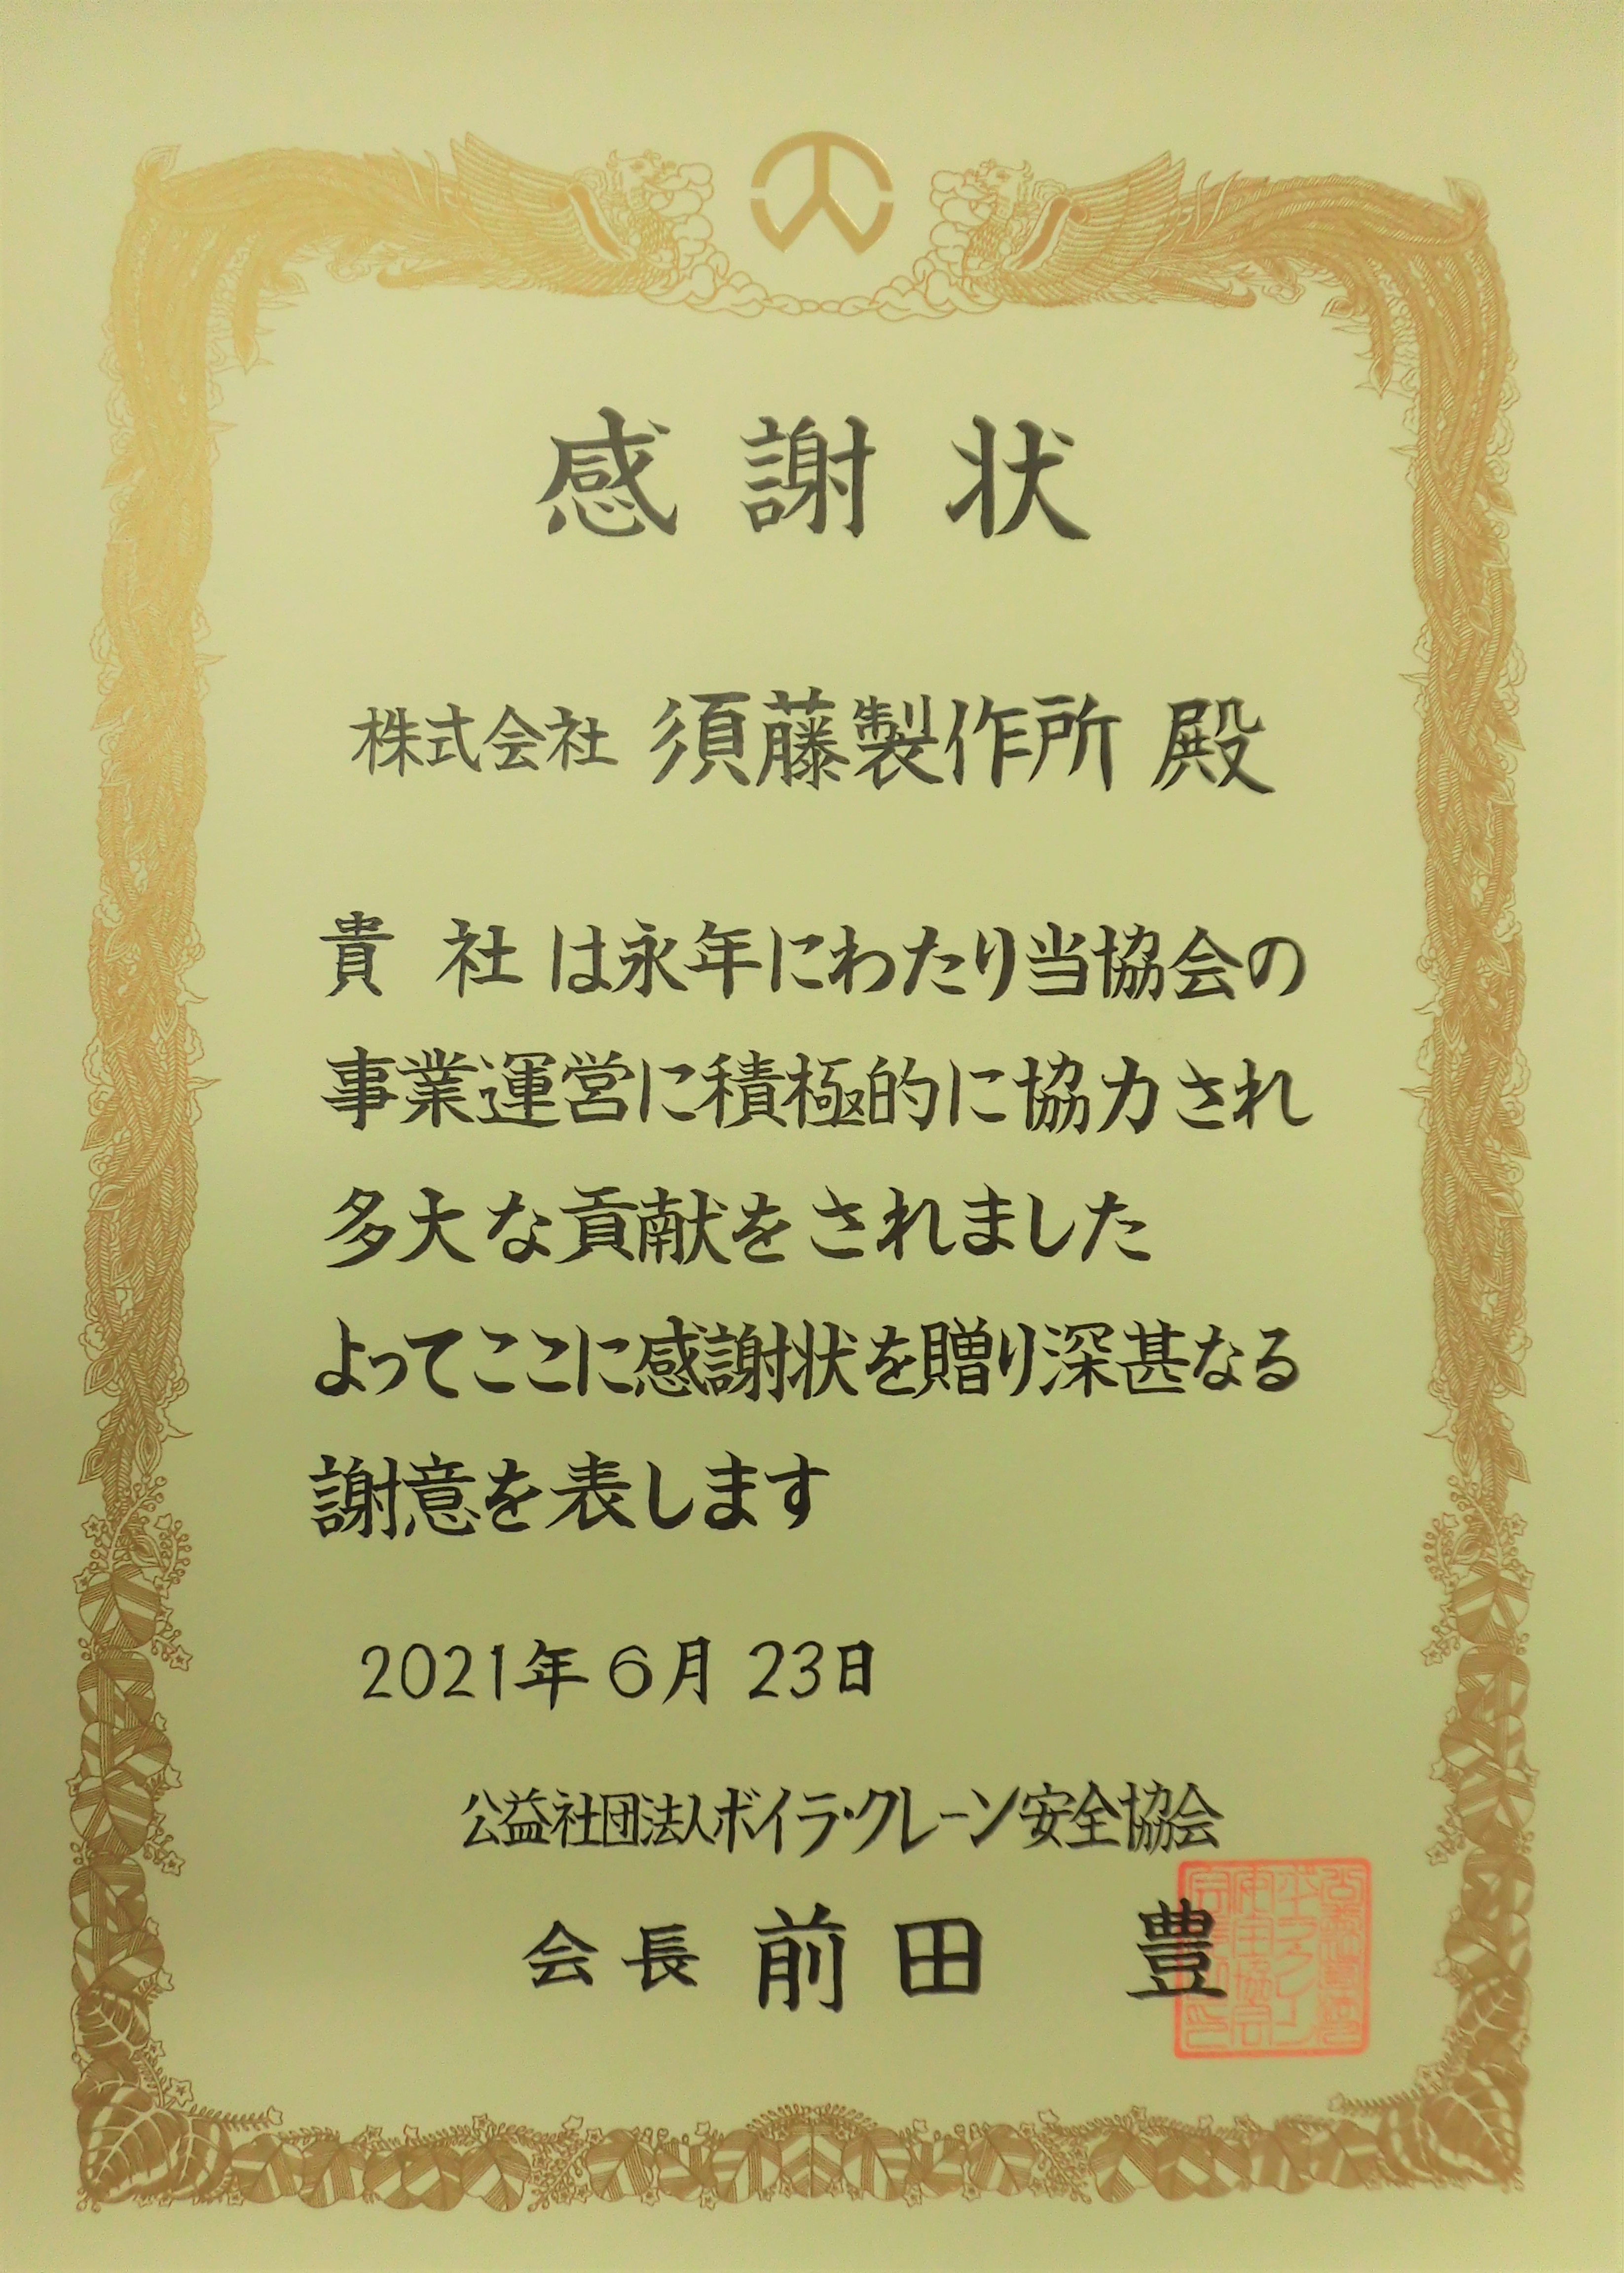 感謝状
株式会社 須藤製作所 殿
貴社は永年にわたり当協会の
事業運営に積極的に協力され
多大な貢献をされました
よってここに感謝状を贈り深甚なる
謝意を表します
2021年6月23日
公益社団法人ボイラ・クレーン安全協会
会長 前田 豊